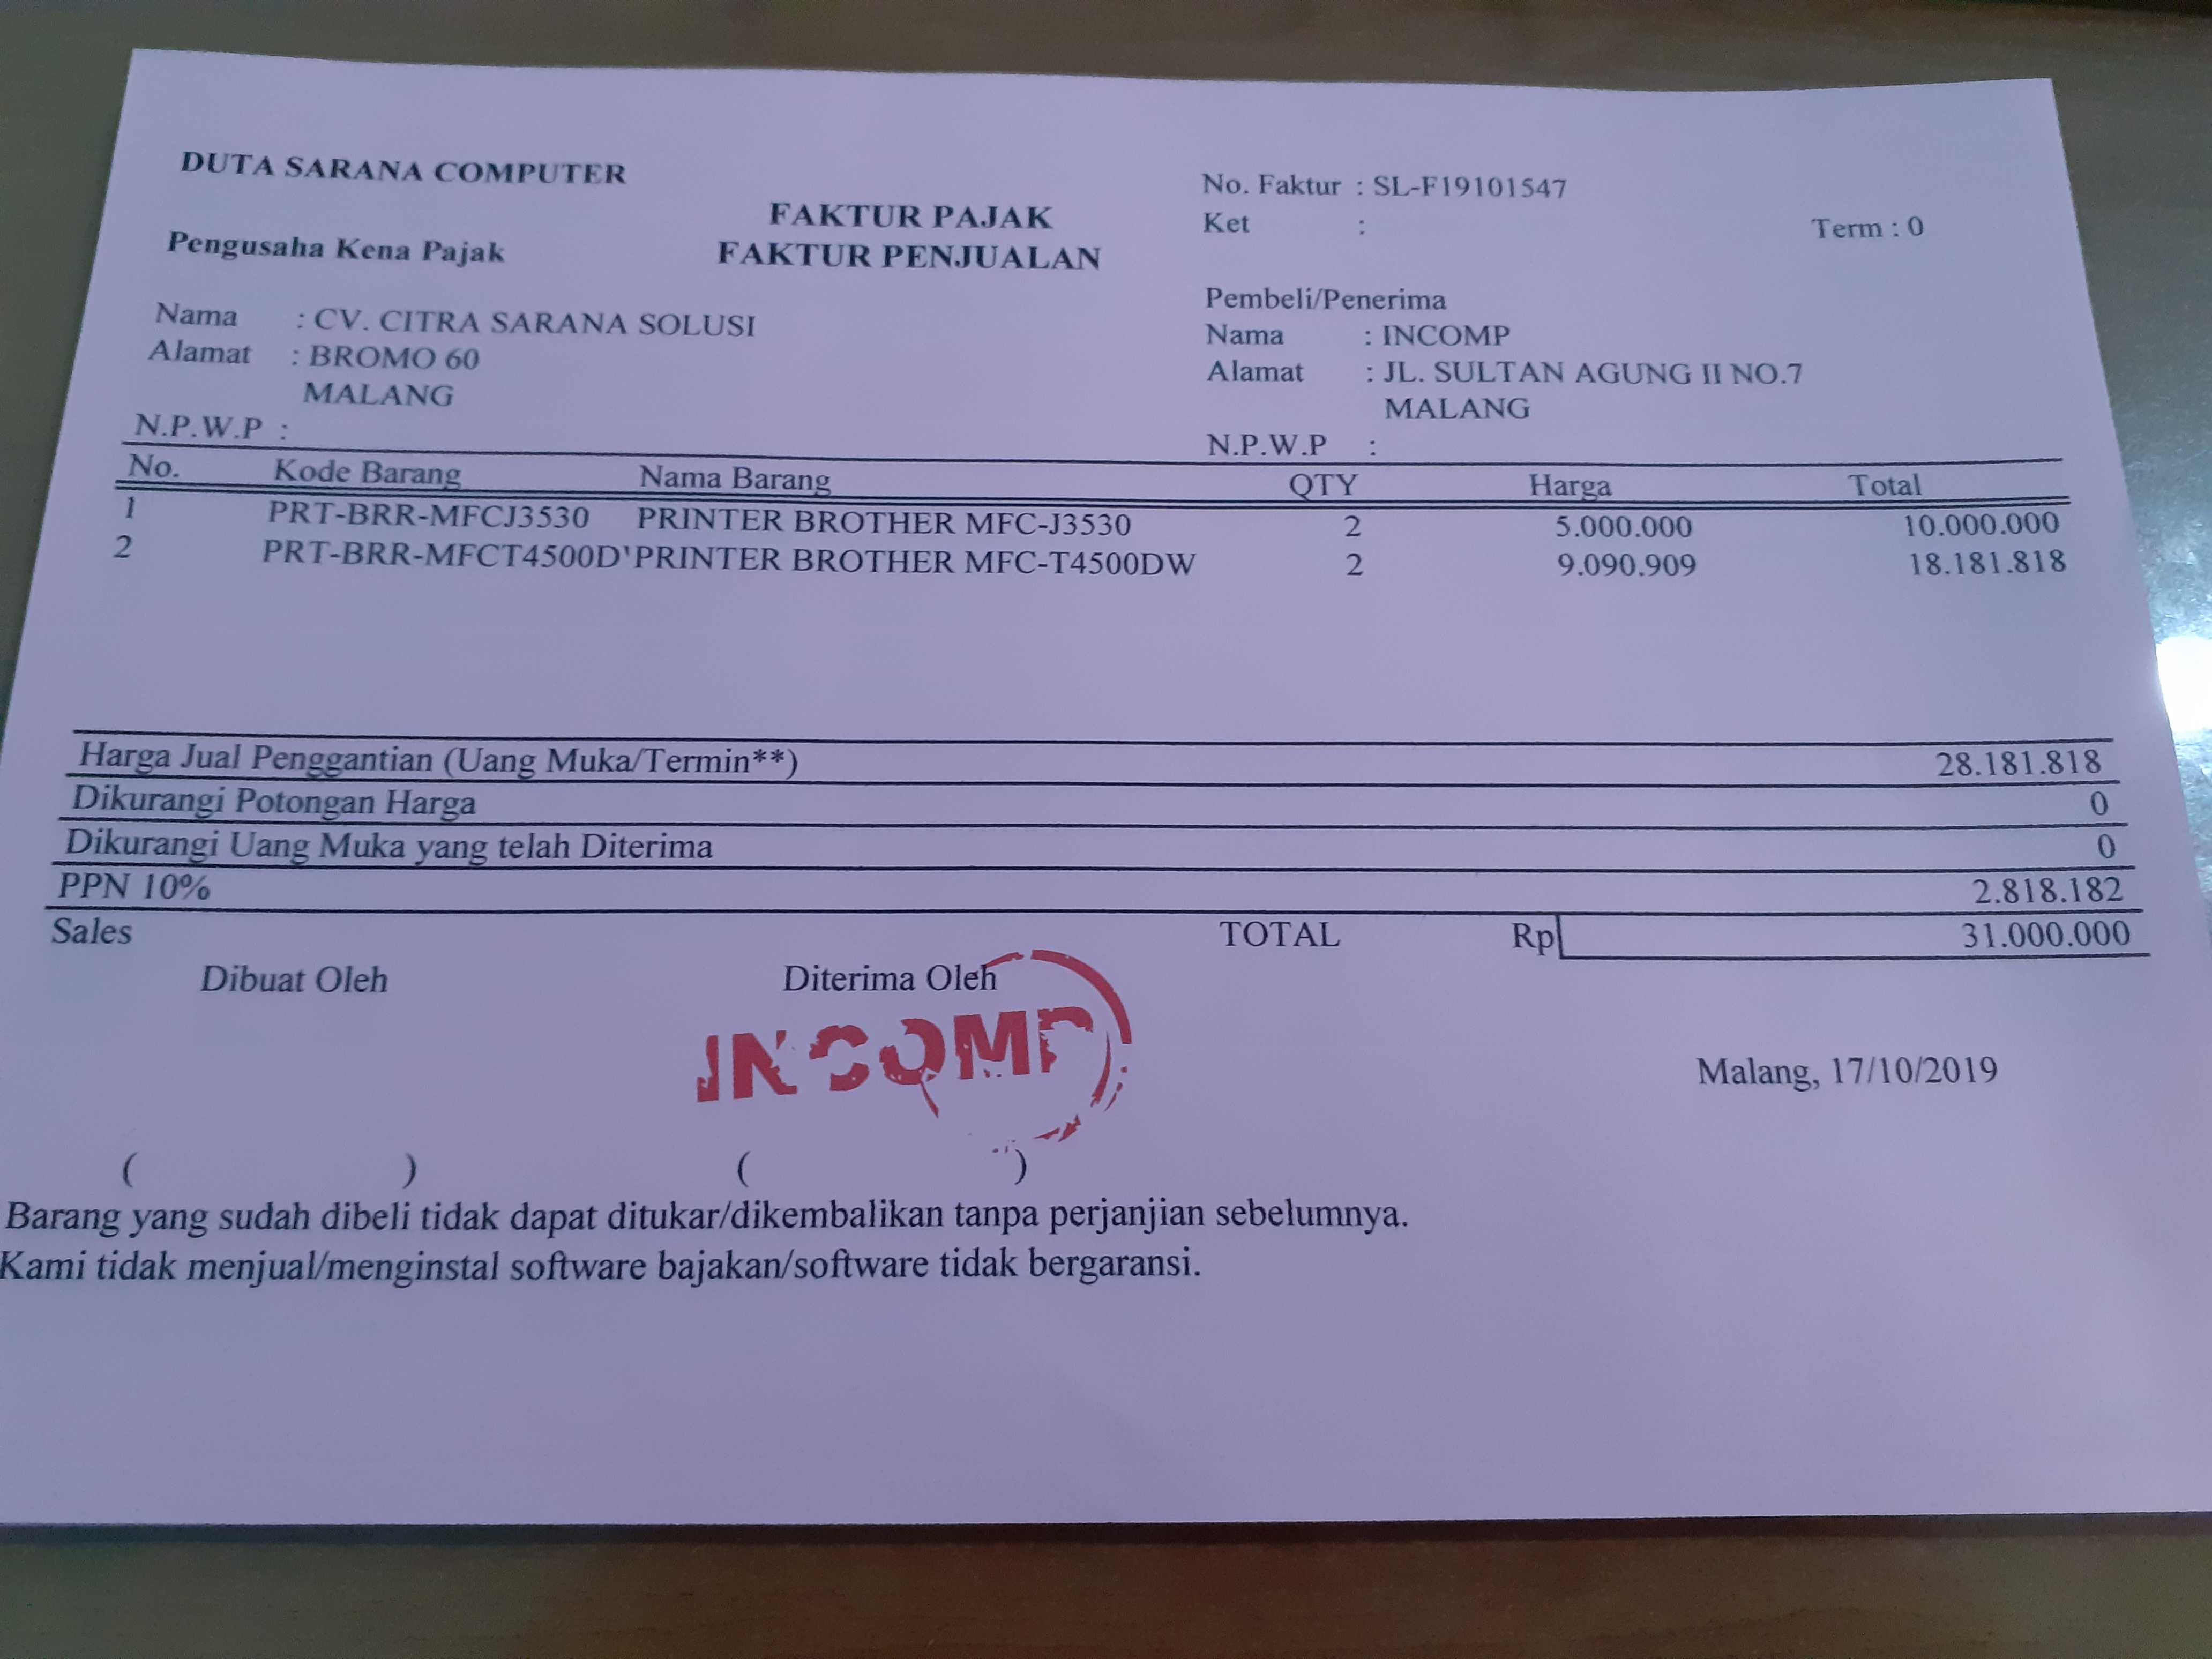 DUTA SARANA COMPUTER
FAKTUR PAJAK
FAKTUR PENJUALAN
No. Faktur : SL-F19101547
Ket :
Term : 0
Pengusaha Kena Pajak
Nama : CV. CITRA SARANA SOLUSI
Alamat : BROMO 60
MALANG
N.P.W.P :
Pembeli/Penerima
Nama : INCOMP
Alamat : JL. SULTAN AGUNG II NO.7
MALANG
N.P.W.P :
No. Kode Barang Nama Barang QTY Harga Total
1 PRT-BRR-MFCJ3530 PRINTER BROTHER MFC-J3530 2 5.000.000 10.000.000
2 PRT-BRR-MFCT4500D'PRINTER BROTHER MFC-T4500DW 2 9.090.909 18.181.818
Harga Jual Penggantian (Uang Muka/Termin**) 28.181.818
Dikurangi Potongan Harga 0
Dikurangi Uang Muka yang telah Diterima 0
PPN 10% 2.818.182
Sales TOTAL Rp 31.000.000
Dibuat Oleh Diterima Oleh
INCOMP
Malang, 17/10/2019
( ) ( )
Barang yang sudah dibeli tidak dapat ditukar/dikembalikan tanpa perjanjian sebelumnya.
Kami tidak menjual/menginstal software bajakan/software tidak bergaransi.